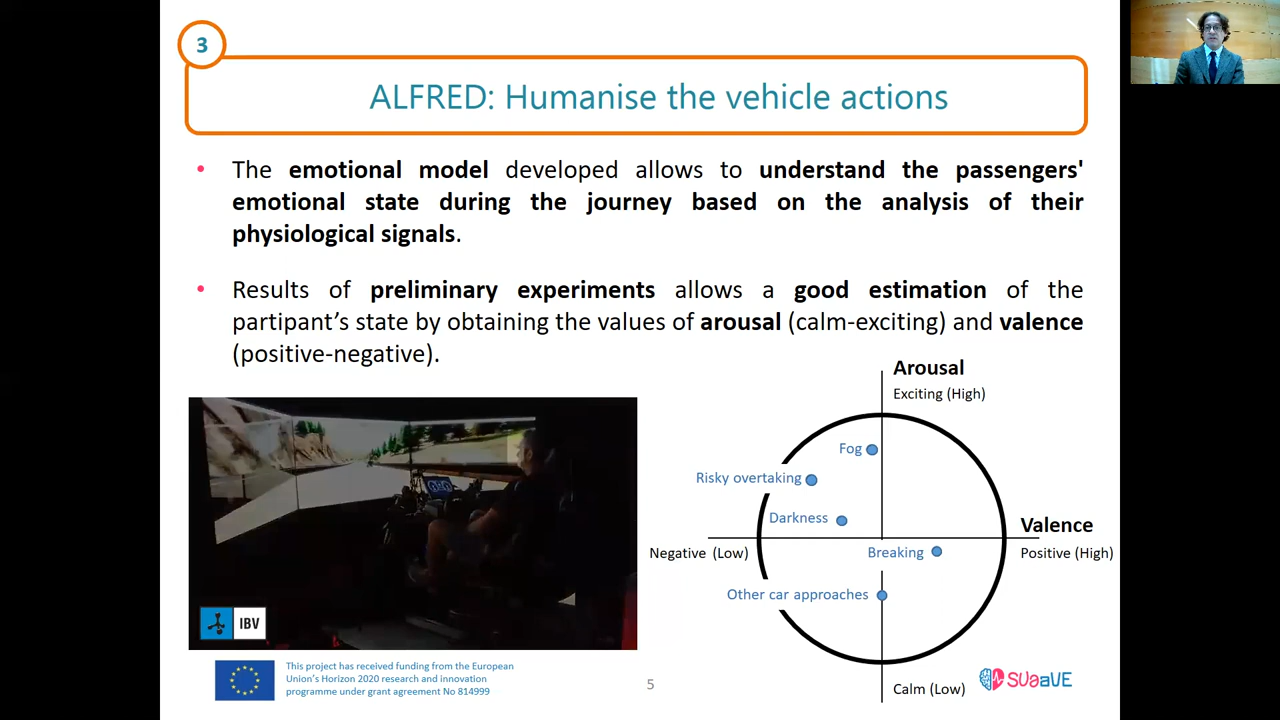 3
ALFRED: Humanise the vehicle actions
• The emotional model developed allows to understand the passengers'
emotional state during the journey based on the analysis of their
physiological signals.
• Results of preliminary experiments allows a good estimation of the
partipant’s state by obtaining the values of arousal (calm-exciting) and valence
(positive-negative).
Arousal
Exciting (High)
Fog
Risky overtaking
Darkness
Valence
Negative (Low)
Breaking
Positive (High)
Other car approaches
Calm (Low)
IBV
This project has received funding from the European
Union’s Horizon 2020 research and innovation
programme under grant agreement No 814999
5
SUaaVE